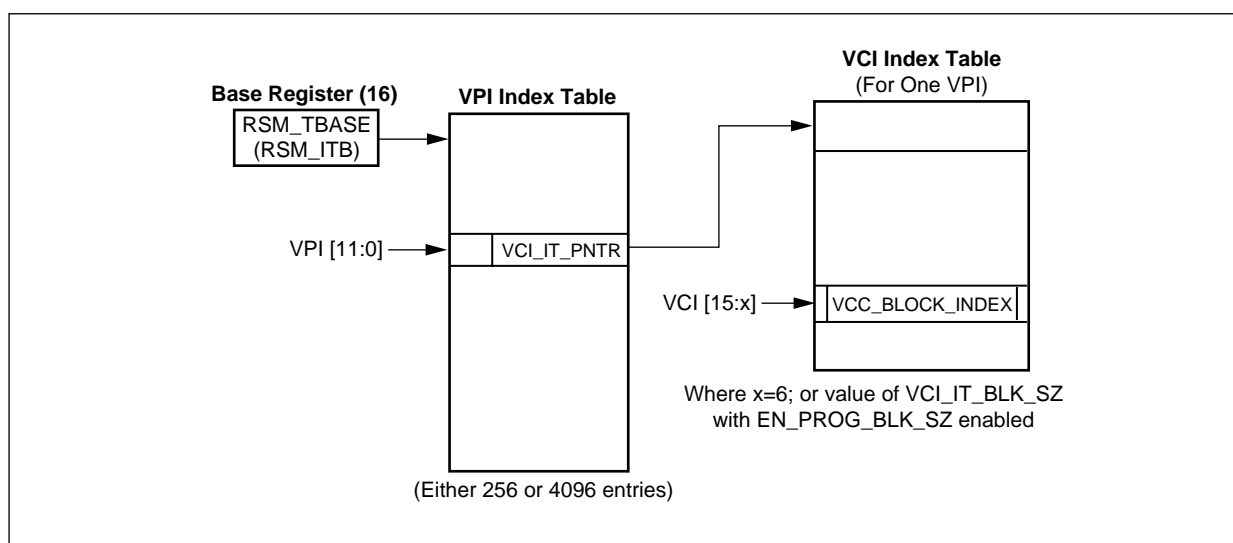 Base Register (16)
RSM_TBASE
(RSM_ITB)
VPI Index Table
VCI Index Table
(For One VPI)
VPI [11:0]
VCI_IT_PNTR
VCI [15:x]
VCC_BLOCK_INDEX
Where x=6; or value of VCI_IT_BLK_SZ
with EN_PROG_BLK_SZ enabled
(Either 256 or 4096 entries)